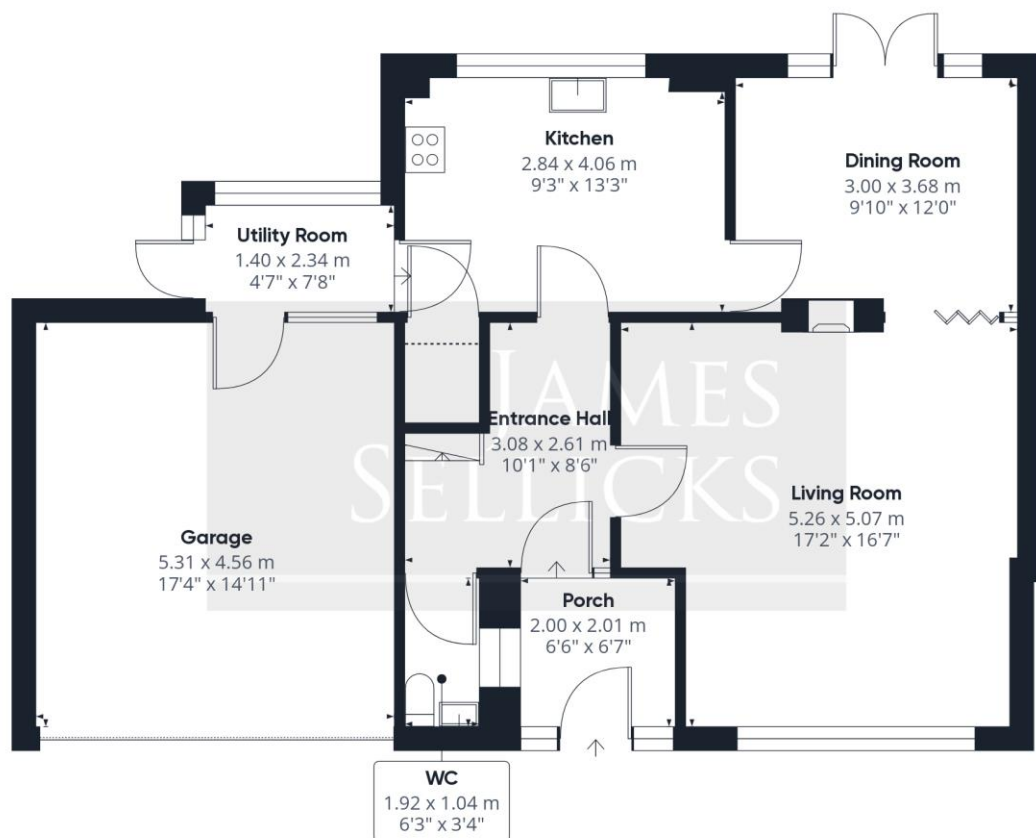 Kitchen
2.84 x 4.06 m
9'3" x 13'3"
Dining Room
3.00 x 3.68 m
9'10" x 12'0"
Utility Room
1.40 x 2.34 m
4'7" x 7'8"
JAMES
SELLICKS
Entrance Hall
3.08 x 2.61 m
10'1" x 8'6"
Living Room
5.26 x 5.07 m
17'2" x 16'7"
Garage
5.31 x 4.56 m
17'4" x 14'11"
Porch
2.00 x 2.01 m
6'6" x 6'7"
WC
1.92 x 1.04 m
6'3" x 3'4"